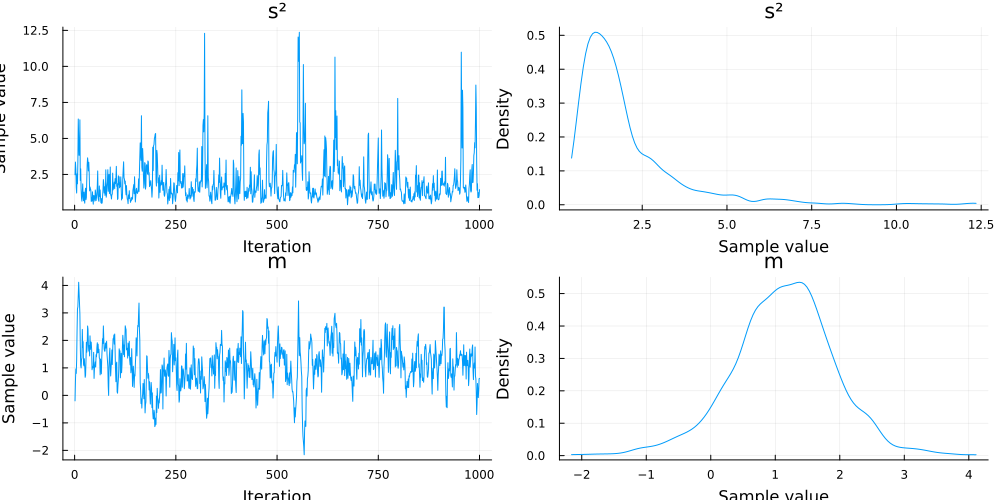 s²
12.5
10.0
7.5
5.0
2.5
Sample value
0 250 500 750 1000
Iteration
s²
0.5
0.4
0.3
0.2
0.1
0.0
Density
2.5 5.0 7.5 10.0 12.5
Sample value
m
4
3
2
1
0
−1
−2
Sample value
0 250 500 750 1000
Iteration
m
0.5
0.4
0.3
0.2
0.1
0.0
Density
−2 −1 0 1 2 3 4
Sample value